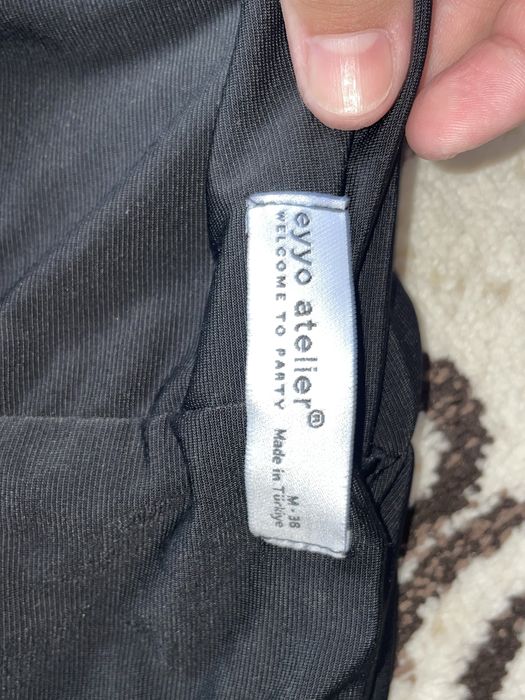 eyyo atelier®
WELCOME TO PARTY
M - 38
Made in Türkiye